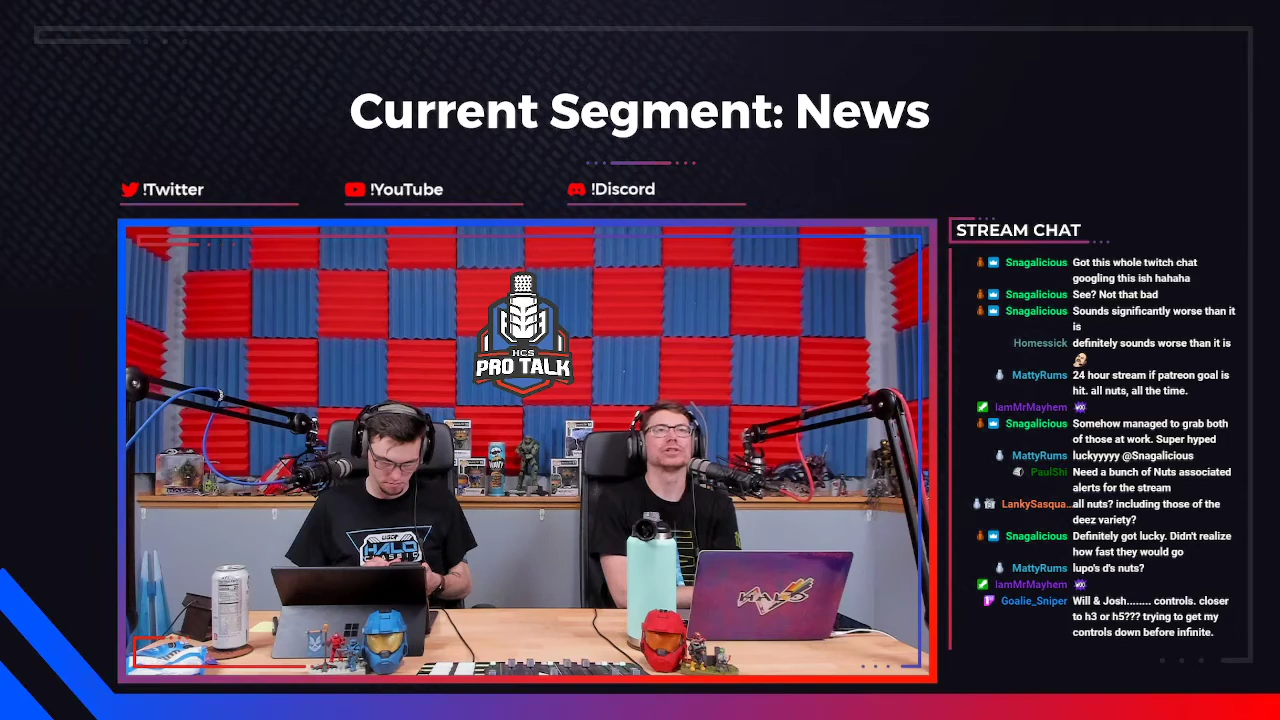 Current Segment: News
!Twitter
!YouTube
!Discord
STREAM CHAT
Snagalicious Got this whole twitch chat
googling this ish hahaha
Snagalicious See? Not that bad
Snagalicious Sounds significantly worse than it
is
Homessick definitely sounds worse than it is
MattyRums 24 hour stream if patreon goal is
hit. all nuts, all the time.
IamMrMayhem
Snagalicious Somehow managed to grab both
of those at work. Super hyped
MattyRums luckyyyyy @Snagalicious
PaulShi Need a bunch of Nuts associated
alerts for the stream
LankySasqua... all nuts? including those of the
deez variety?
Snagalicious Definitely got lucky. Didn't realize
how fast they would go
MattyRums lupo's d's nuts?
IamMrMayhem
Goalie_Sniper Will & Josh........ controls. closer
to h3 or h5??? trying to get my
controls down before infinite.
HCS
PRO TALK
HALO
CLASSIC
HALO